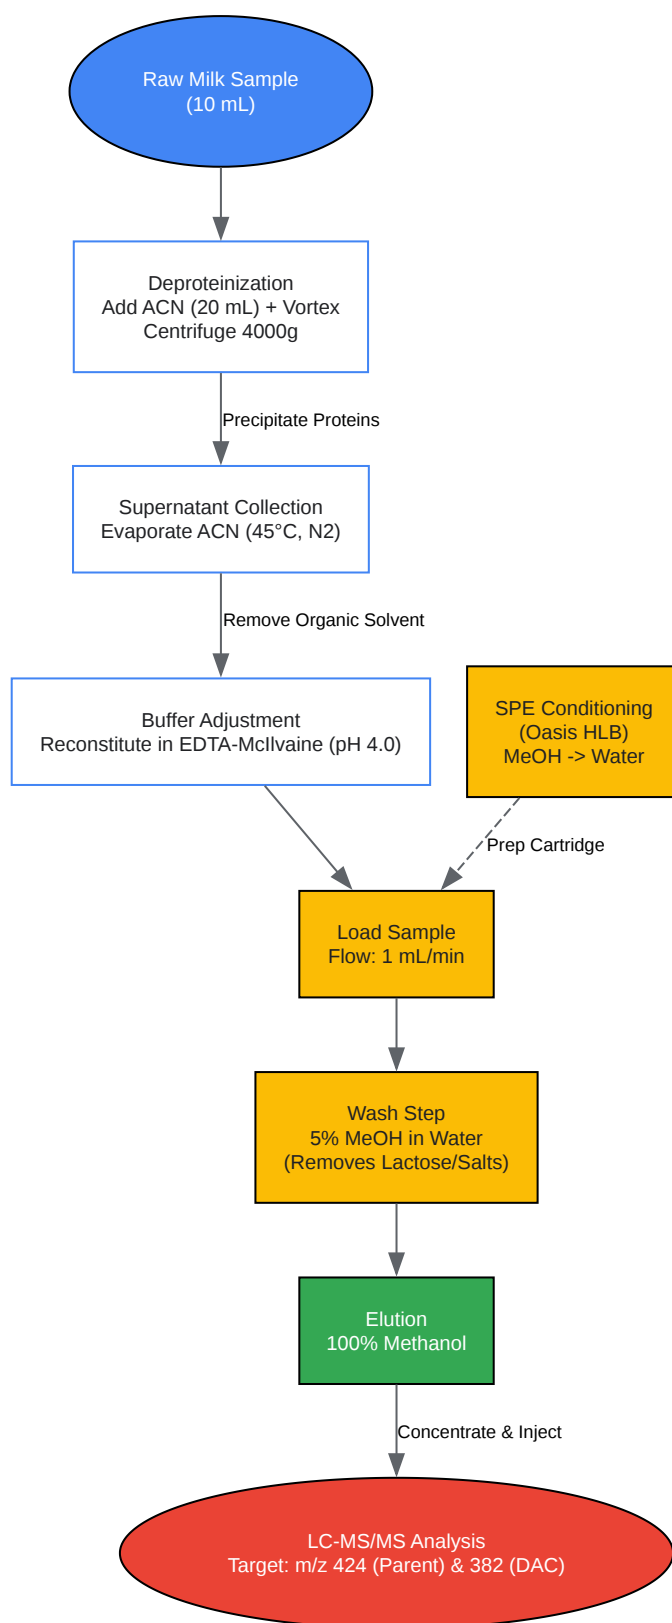 Raw Milk Sample
(10 mL)
Deproteinization
Add ACN (20 mL) + Vortex
Centrifuge 4000g
Precipitate Proteins
Supernatant Collection
Evaporate ACN (45°C, N2)
Remove Organic Solvent
Buffer Adjustment
Reconstitute in EDTA-McIlvaine (pH 4.0)
SPE Conditioning
(Oasis HLB)
MeOH -> Water
Prep Cartridge
Load Sample
Flow: 1 mL/min
Wash Step
5% MeOH in Water
(Removes Lactose/Salts)
Elution
100% Methanol
Concentrate & Inject
LC-MS/MS Analysis
Target: m/z 424 (Parent) & 382 (DAC)